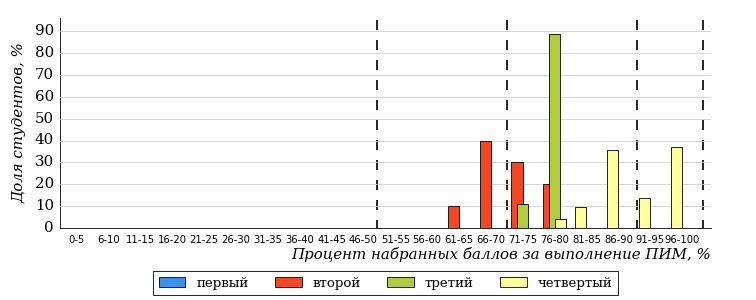 90
80
70
60
50
40
30
20
10
0
Доля студентов, %
0-5 6-10 11-15 16-20 21-25 26-30 31-35 36-40 41-45 46-50 51-55 56-60 61-65 66-70 71-75 76-80 81-85 86-90 91-95 96-100
Процент набранных баллов за выполнение ПИМ, %
первый второй третий четвертый